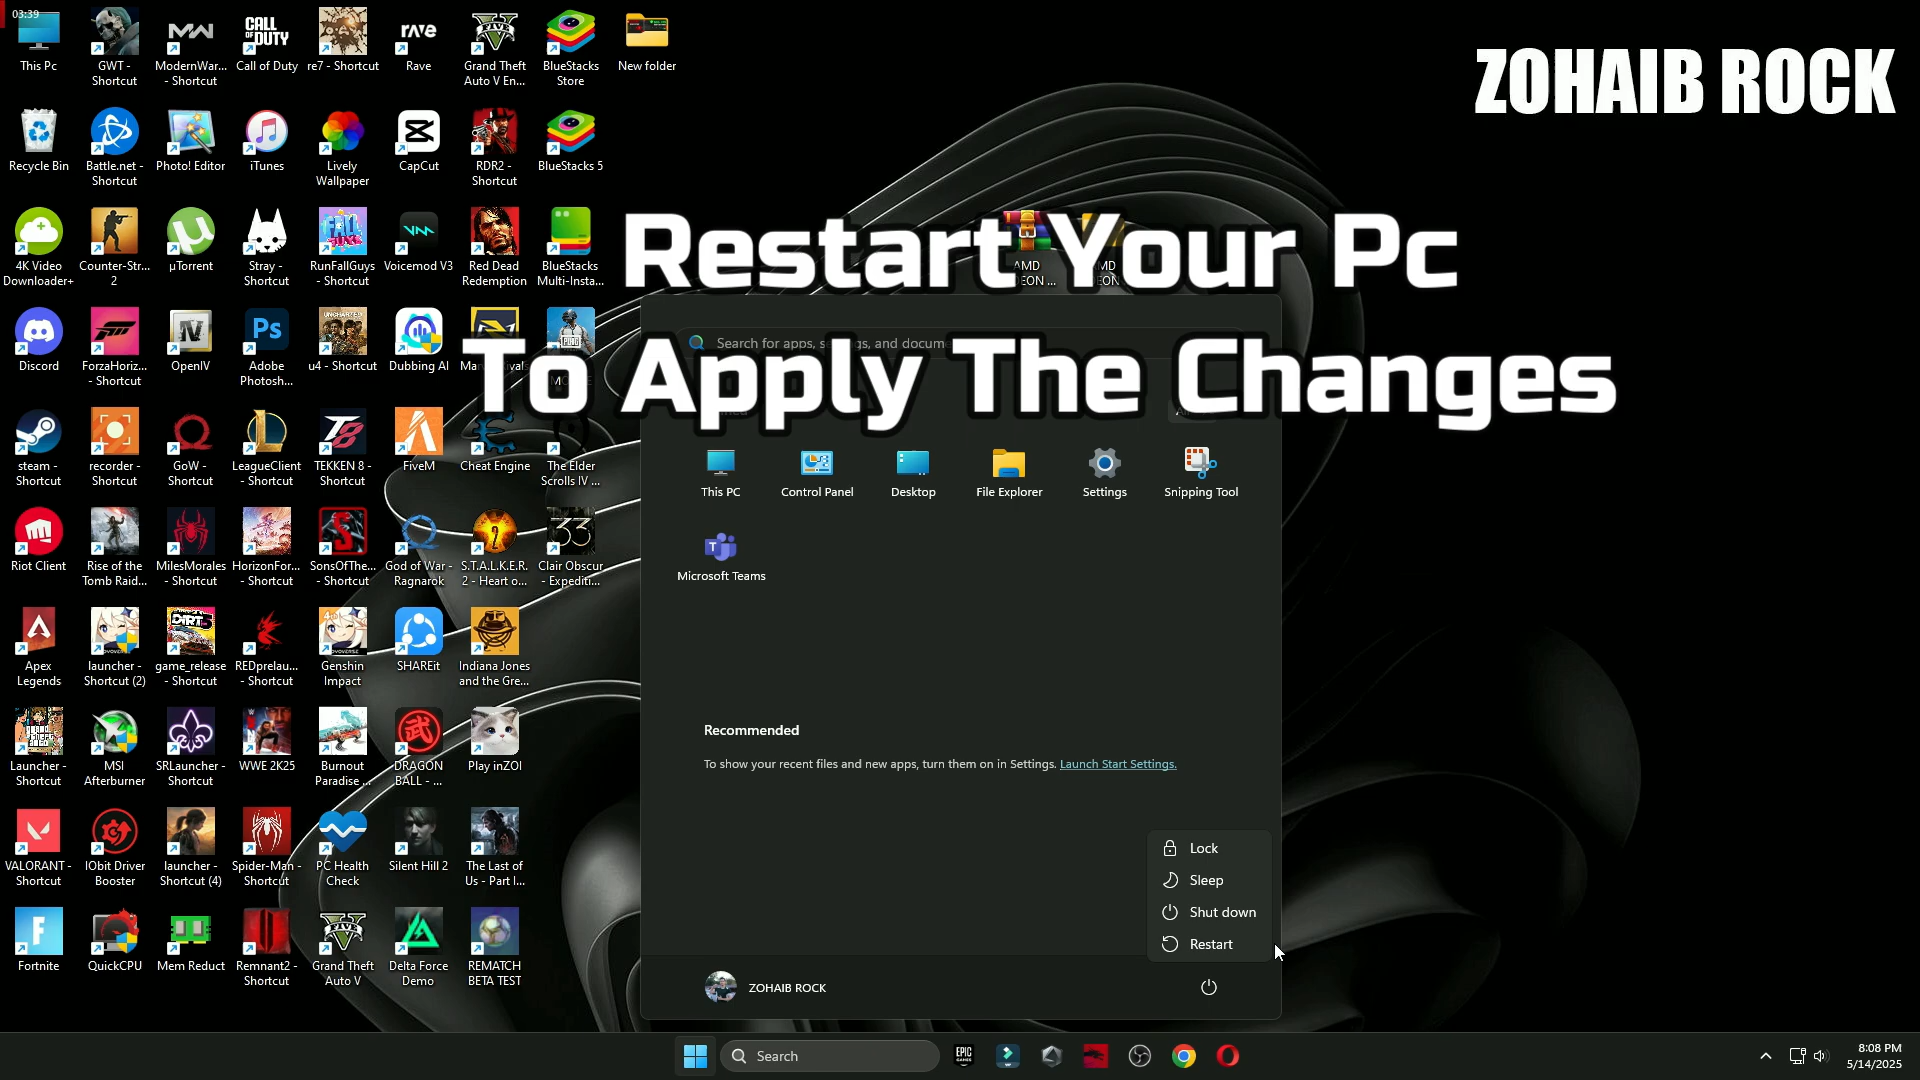 03:39
ZOHAIB ROCK
Restart Your Pc
To Apply The Changes
This Pc
GWT - Shortcut
ModernWar... - Shortcut
Call of Duty
re7 - Shortcut
Rave
Grand Theft Auto V En...
BlueStacks Store
New folder
Recycle Bin
Battle.net - Shortcut
Photo! Editor
iTunes
Lively Wallpaper
CapCut
RDR2 - Shortcut
BlueStacks 5
4K Video Downloader+
Counter-Str... 2
µTorrent
Stray - Shortcut
RunFallGuys - Shortcut
Voicemod V3
Red Dead Redemption
BlueStacks Multi-Insta...
Discord
ForzaHoriz... - Shortcut
OpenIV
Adobe Photosh...
u4 - Shortcut
Dubbing AI
steam - Shortcut
recorder - Shortcut
GoW - Shortcut
LeagueClient - Shortcut
TEKKEN 8 - Shortcut
FiveM
Cheat Engine
The Elder Scrolls IV ...
Riot Client
Rise of the Tomb Raid...
MilesMorales - Shortcut
HorizonFor... - Shortcut
SonsOfThe... - Shortcut
God of War - Ragnarok
S.T.A.L.K.E.R. 2 - Heart o...
Clair Obscur - Expediti...
Apex Legends
launcher - Shortcut (2)
game_release - Shortcut
REDprelau... - Shortcut
Genshin Impact
SHAREit
Indiana Jones and the Gre...
Launcher - Shortcut
MSI Afterburner
SRLauncher - Shortcut
WWE 2K25
Burnout Paradise ...
DRAGON BALL - ...
Play inZOI
VALORANT - Shortcut
IObit Driver Booster
launcher - Shortcut (4)
Spider-Man - Shortcut
PC Health Check
Silent Hill 2
The Last of Us - Part I...
Fortnite
QuickCPU
Mem Reduct
Remnant2 - Shortcut
Grand Theft Auto V
Delta Force Demo
REMATCH BETA TEST
Search for apps, settings, and docume
This PC
Control Panel
Desktop
File Explorer
Settings
Snipping Tool
Microsoft Teams
Recommended
To show your recent files and new apps, turn them on in Settings. Launch Start Settings.
Lock
Sleep
Shut down
Restart
ZOHAIB ROCK
Search
8:08 PM
5/14/2025